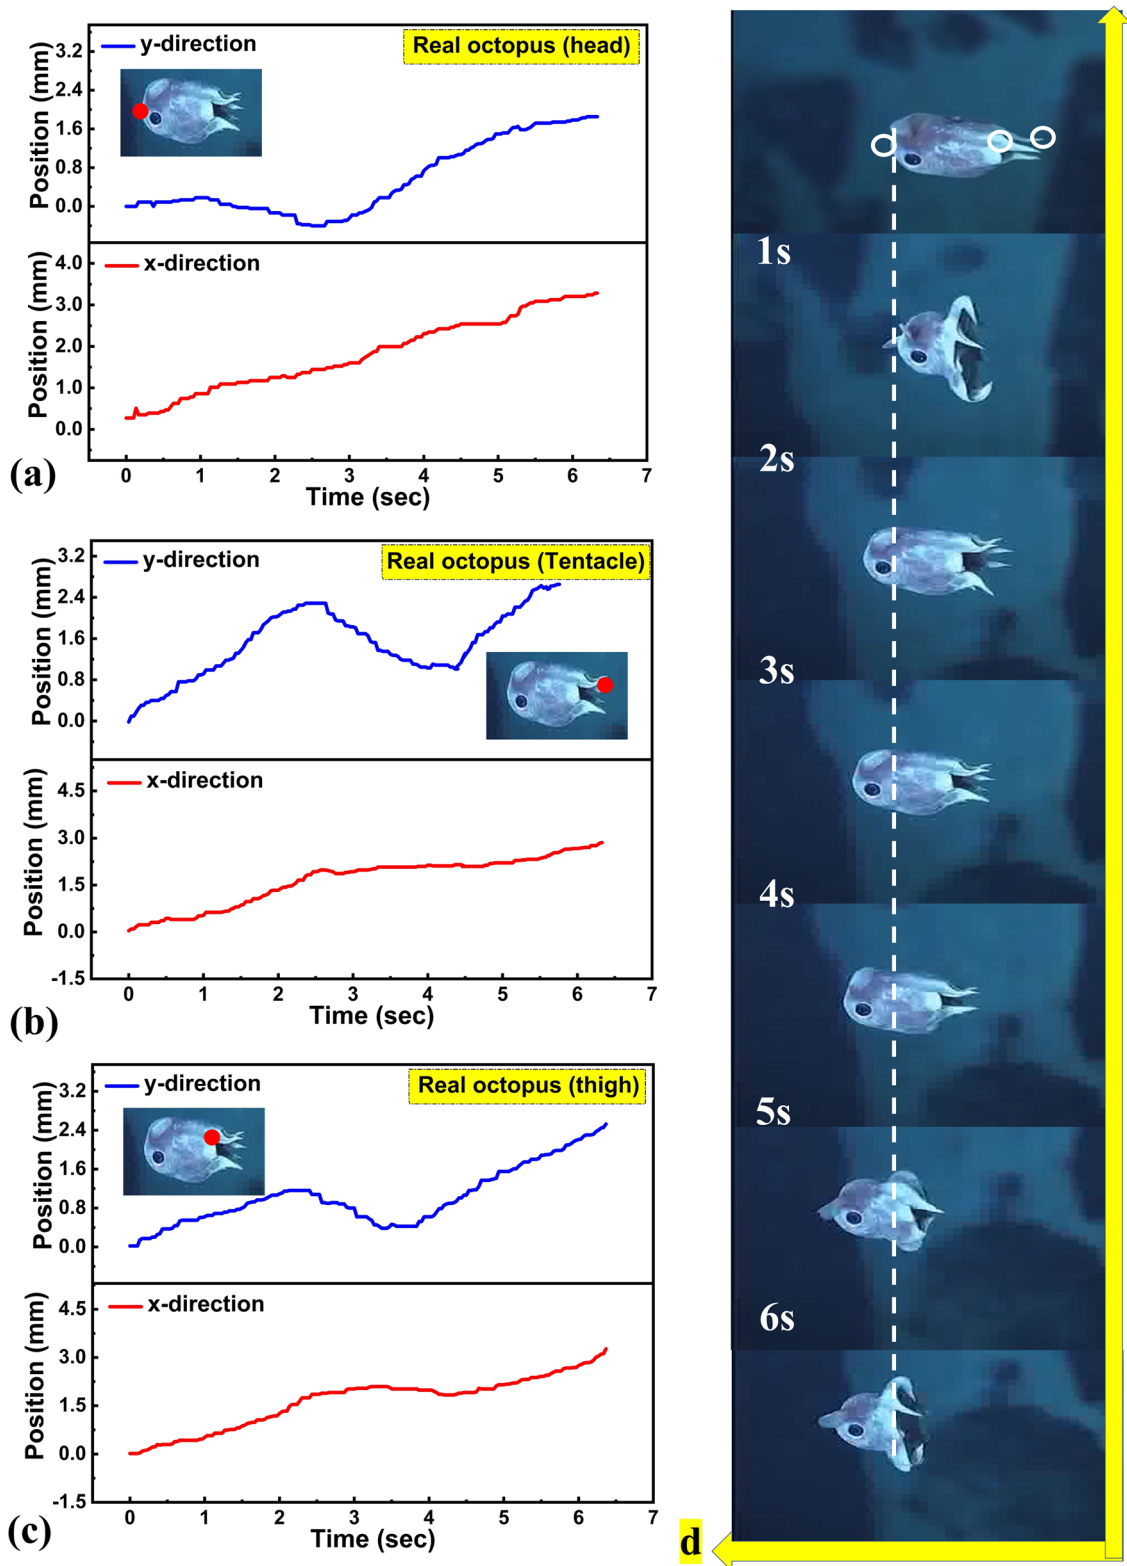 y-direction
Real octopus (head)
3.2
2.4
1.6
0.8
0.0
Position (mm)
x-direction
4.0
3.0
2.0
1.0
0.0
Position (mm)
0 1 2 3 4 5 6 7
Time (sec)
(a)
y-direction
Real octopus (Tentacle)
3.2
2.4
1.6
0.8
0.0
Position (mm)
x-direction
4.5
3.0
1.5
0.0
-1.5
Position (mm)
0 1 2 3 4 5 6 7
Time (sec)
(b)
y-direction
Real octopus (thigh)
3.2
2.4
1.6
0.8
0.0
Position (mm)
x-direction
4.5
3.0
1.5
0.0
-1.5
Position (mm)
0 1 2 3 4 5 6 7
Time (sec)
(c)
1s
2s
3s
4s
5s
6s
d